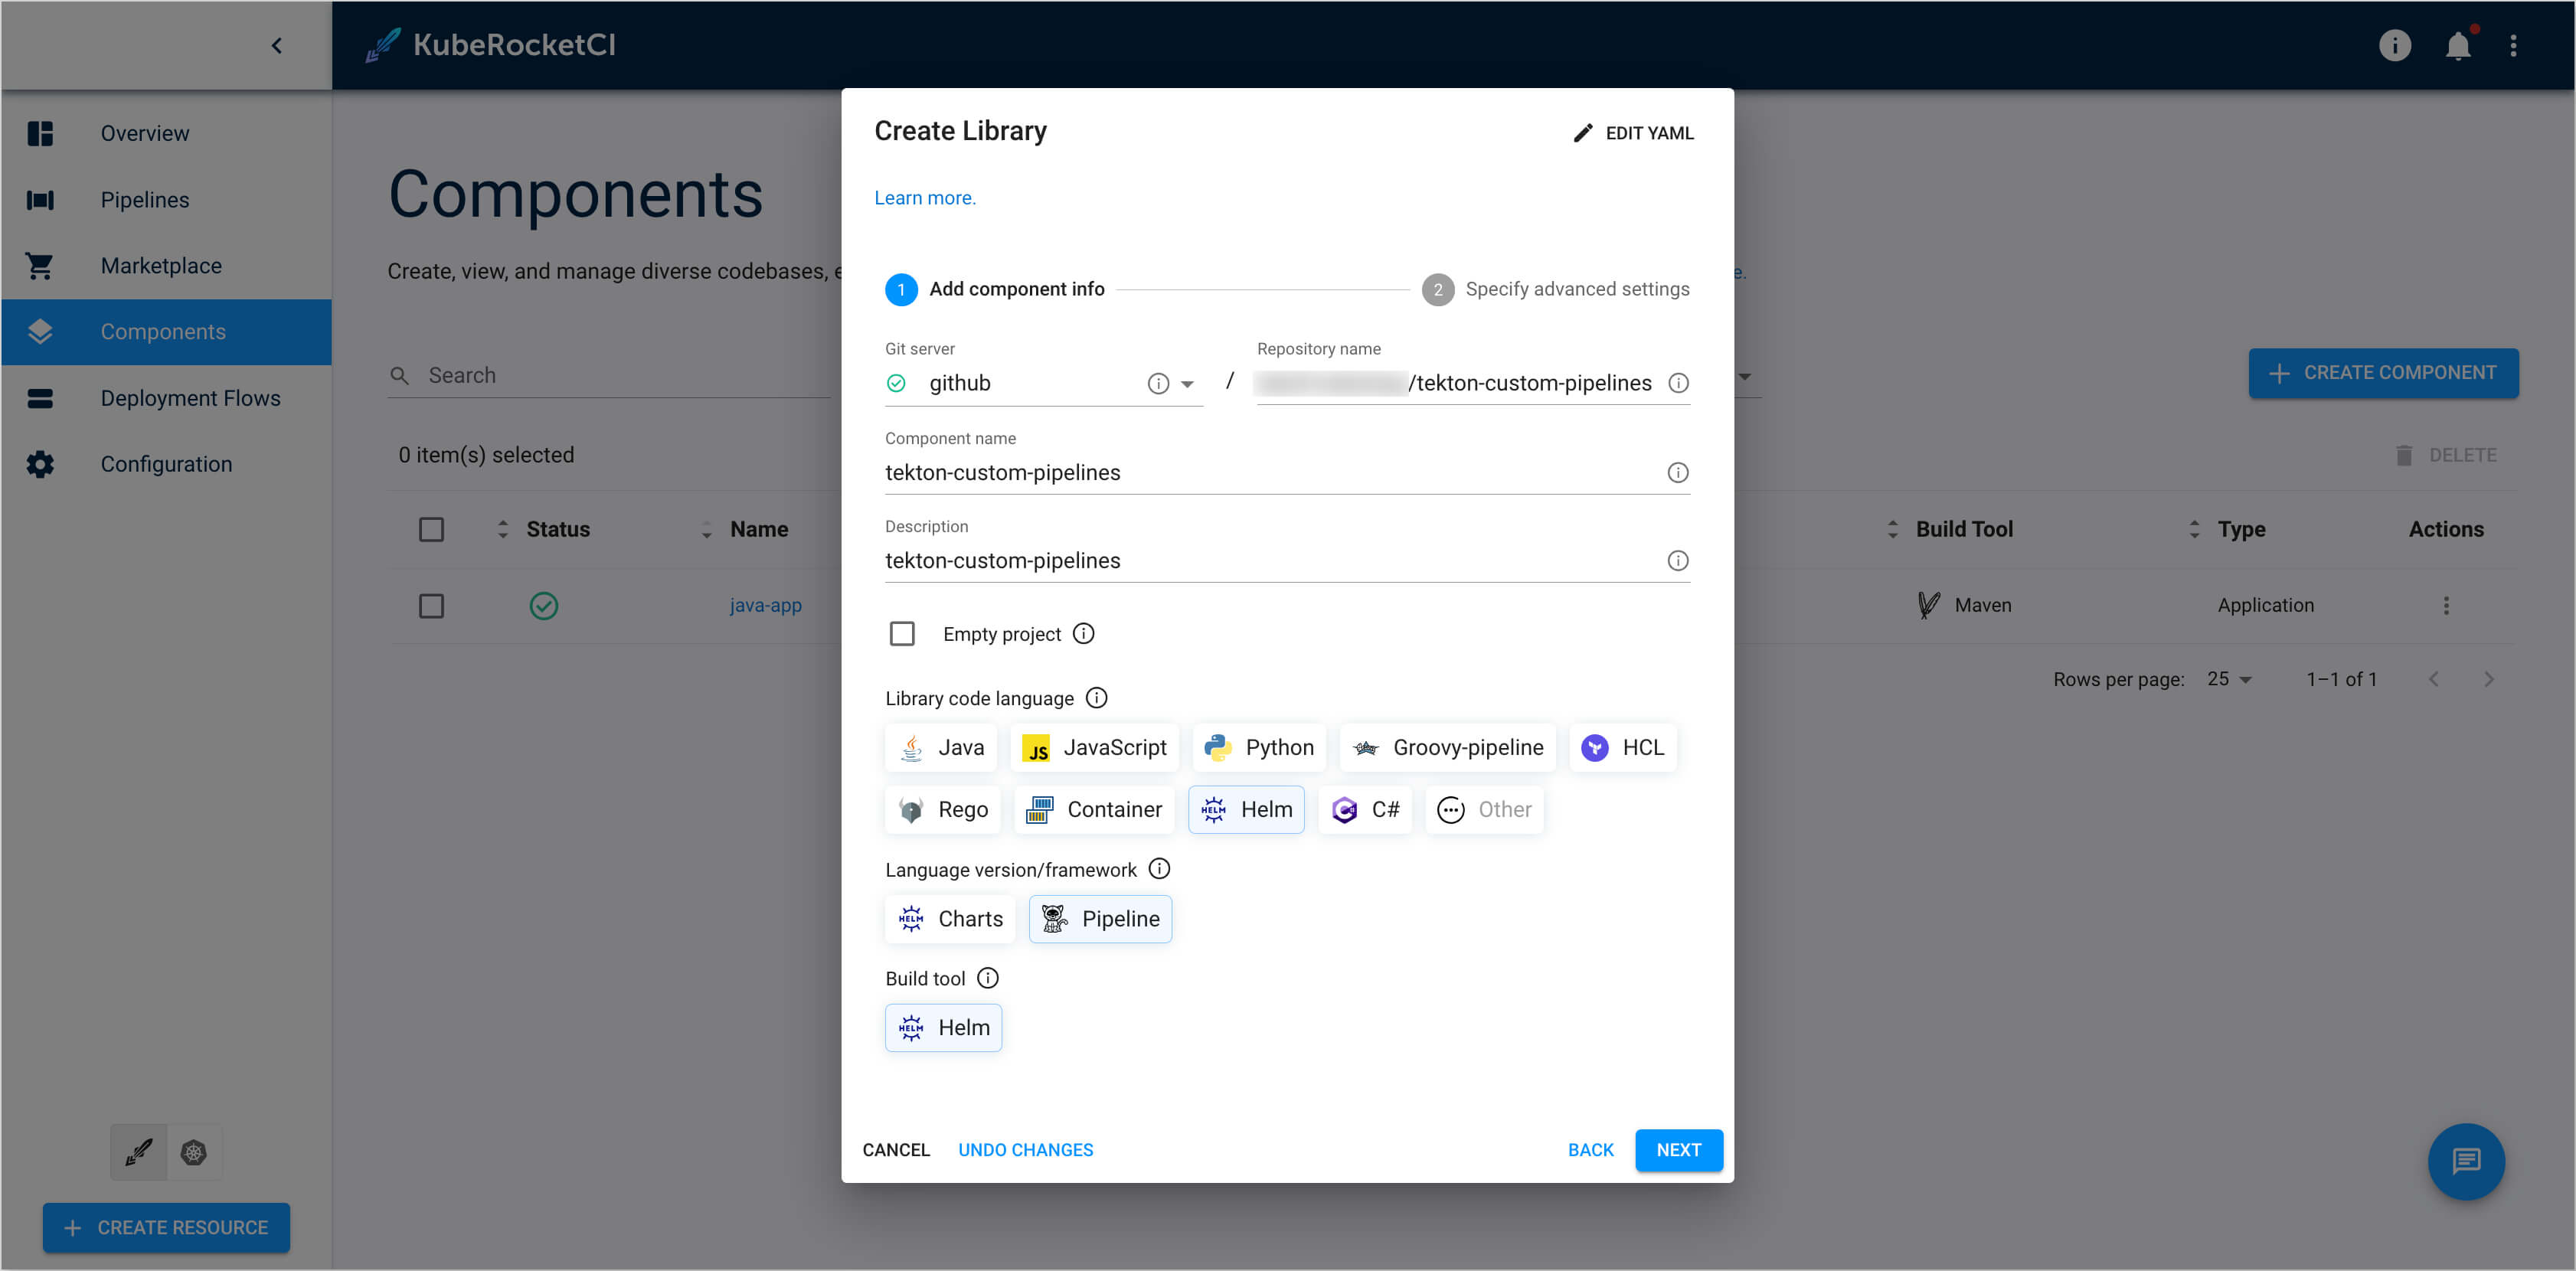 KubeRocketCI
Overview
Pipelines
Marketplace
Components
Deployment Flows
Configuration
CREATE RESOURCE
Components
Create, view, and manage diverse codebases, e
e.
Search
CREATE COMPONENT
0 item(s) selected
DELETE
Status Name Build Tool Type Actions
java-app Maven Application
Rows per page: 25 1–1 of 1
Create Library
EDIT YAML
Learn more.
1 Add component info 2 Specify advanced settings
Git server Repository name
github / /tekton-custom-pipelines
Component name
tekton-custom-pipelines
Description
tekton-custom-pipelines
Empty project
Library code language
Java JS JavaScript Python Groovy-pipeline HCL
Rego Container HELM Helm C# Other
Language version/framework
HELM Charts Pipeline
Build tool
HELM Helm
CANCEL UNDO CHANGES BACK NEXT